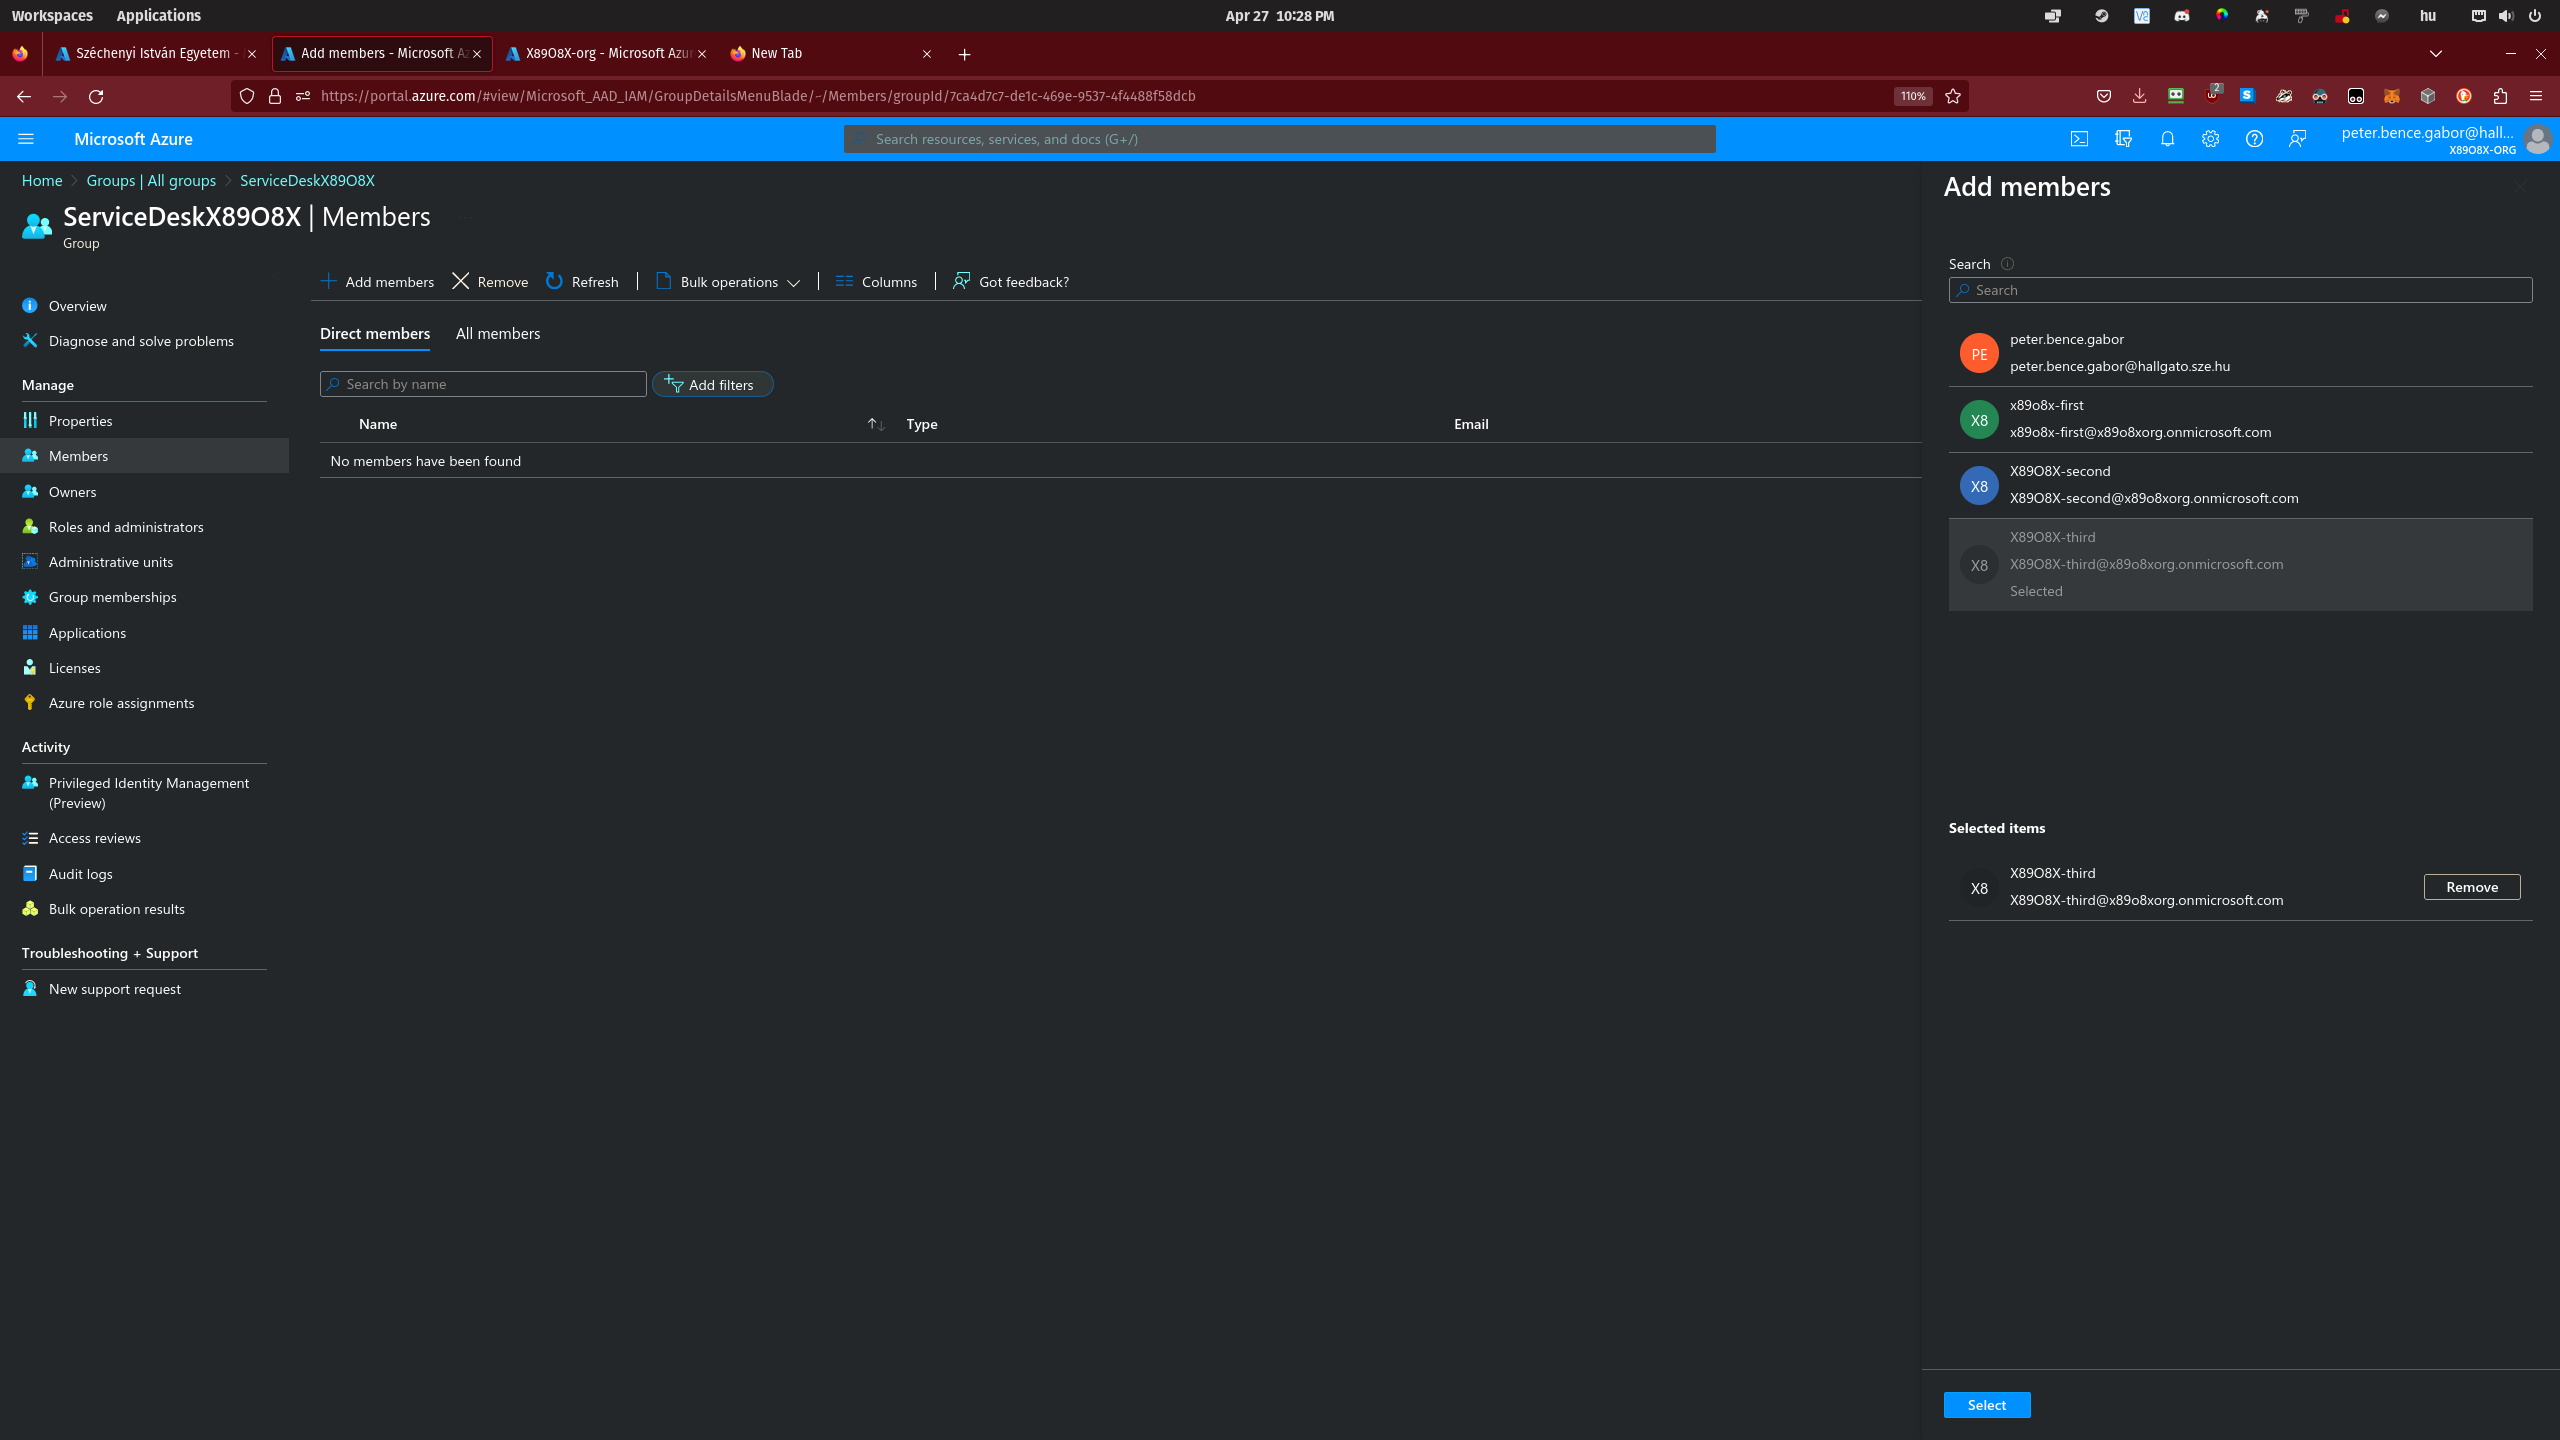 Workspaces Applications Apr 27 10:28 PM hu
Széchenyi István Egyetem - Add members - Microsoft Az X89O8X-org - Microsoft Azur New Tab
https://portal.azure.com/#view/Microsoft_AAD_IAM/GroupDetailsMenuBlade/~/Members/groupId/7ca4d7c7-de1c-469e-9537-4f4488f58dcb 110% 2
Microsoft Azure Search resources, services, and docs (G+/) peter.bence.gabor@hall...
X89O8X-ORG
Home Groups | All groups ServiceDeskX89O8X
ServiceDeskX89O8X | Members
Group
Overview
Diagnose and solve problems
Manage
Properties
Members
Owners
Roles and administrators
Administrative units
Group memberships
Applications
Licenses
Azure role assignments
Activity
Privileged Identity Management
(Preview)
Access reviews
Audit logs
Bulk operation results
Troubleshooting + Support
New support request
Add members Remove Refresh Bulk operations Columns Got feedback?
Direct members All members
Search by name Add filters
Name Type Email
No members have been found
Add members
Search
Search
PE
peter.bence.gabor
peter.bence.gabor@hallgato.sze.hu
X8
x89o8x-first
x89o8x-first@x89o8xorg.onmicrosoft.com
X8
X89O8X-second
X89O8X-second@x89o8xorg.onmicrosoft.com
X8
X89O8X-third
X89O8X-third@x89o8xorg.onmicrosoft.com
Selected
Selected items
X8
X89O8X-third
X89O8X-third@x89o8xorg.onmicrosoft.com
Remove
Select